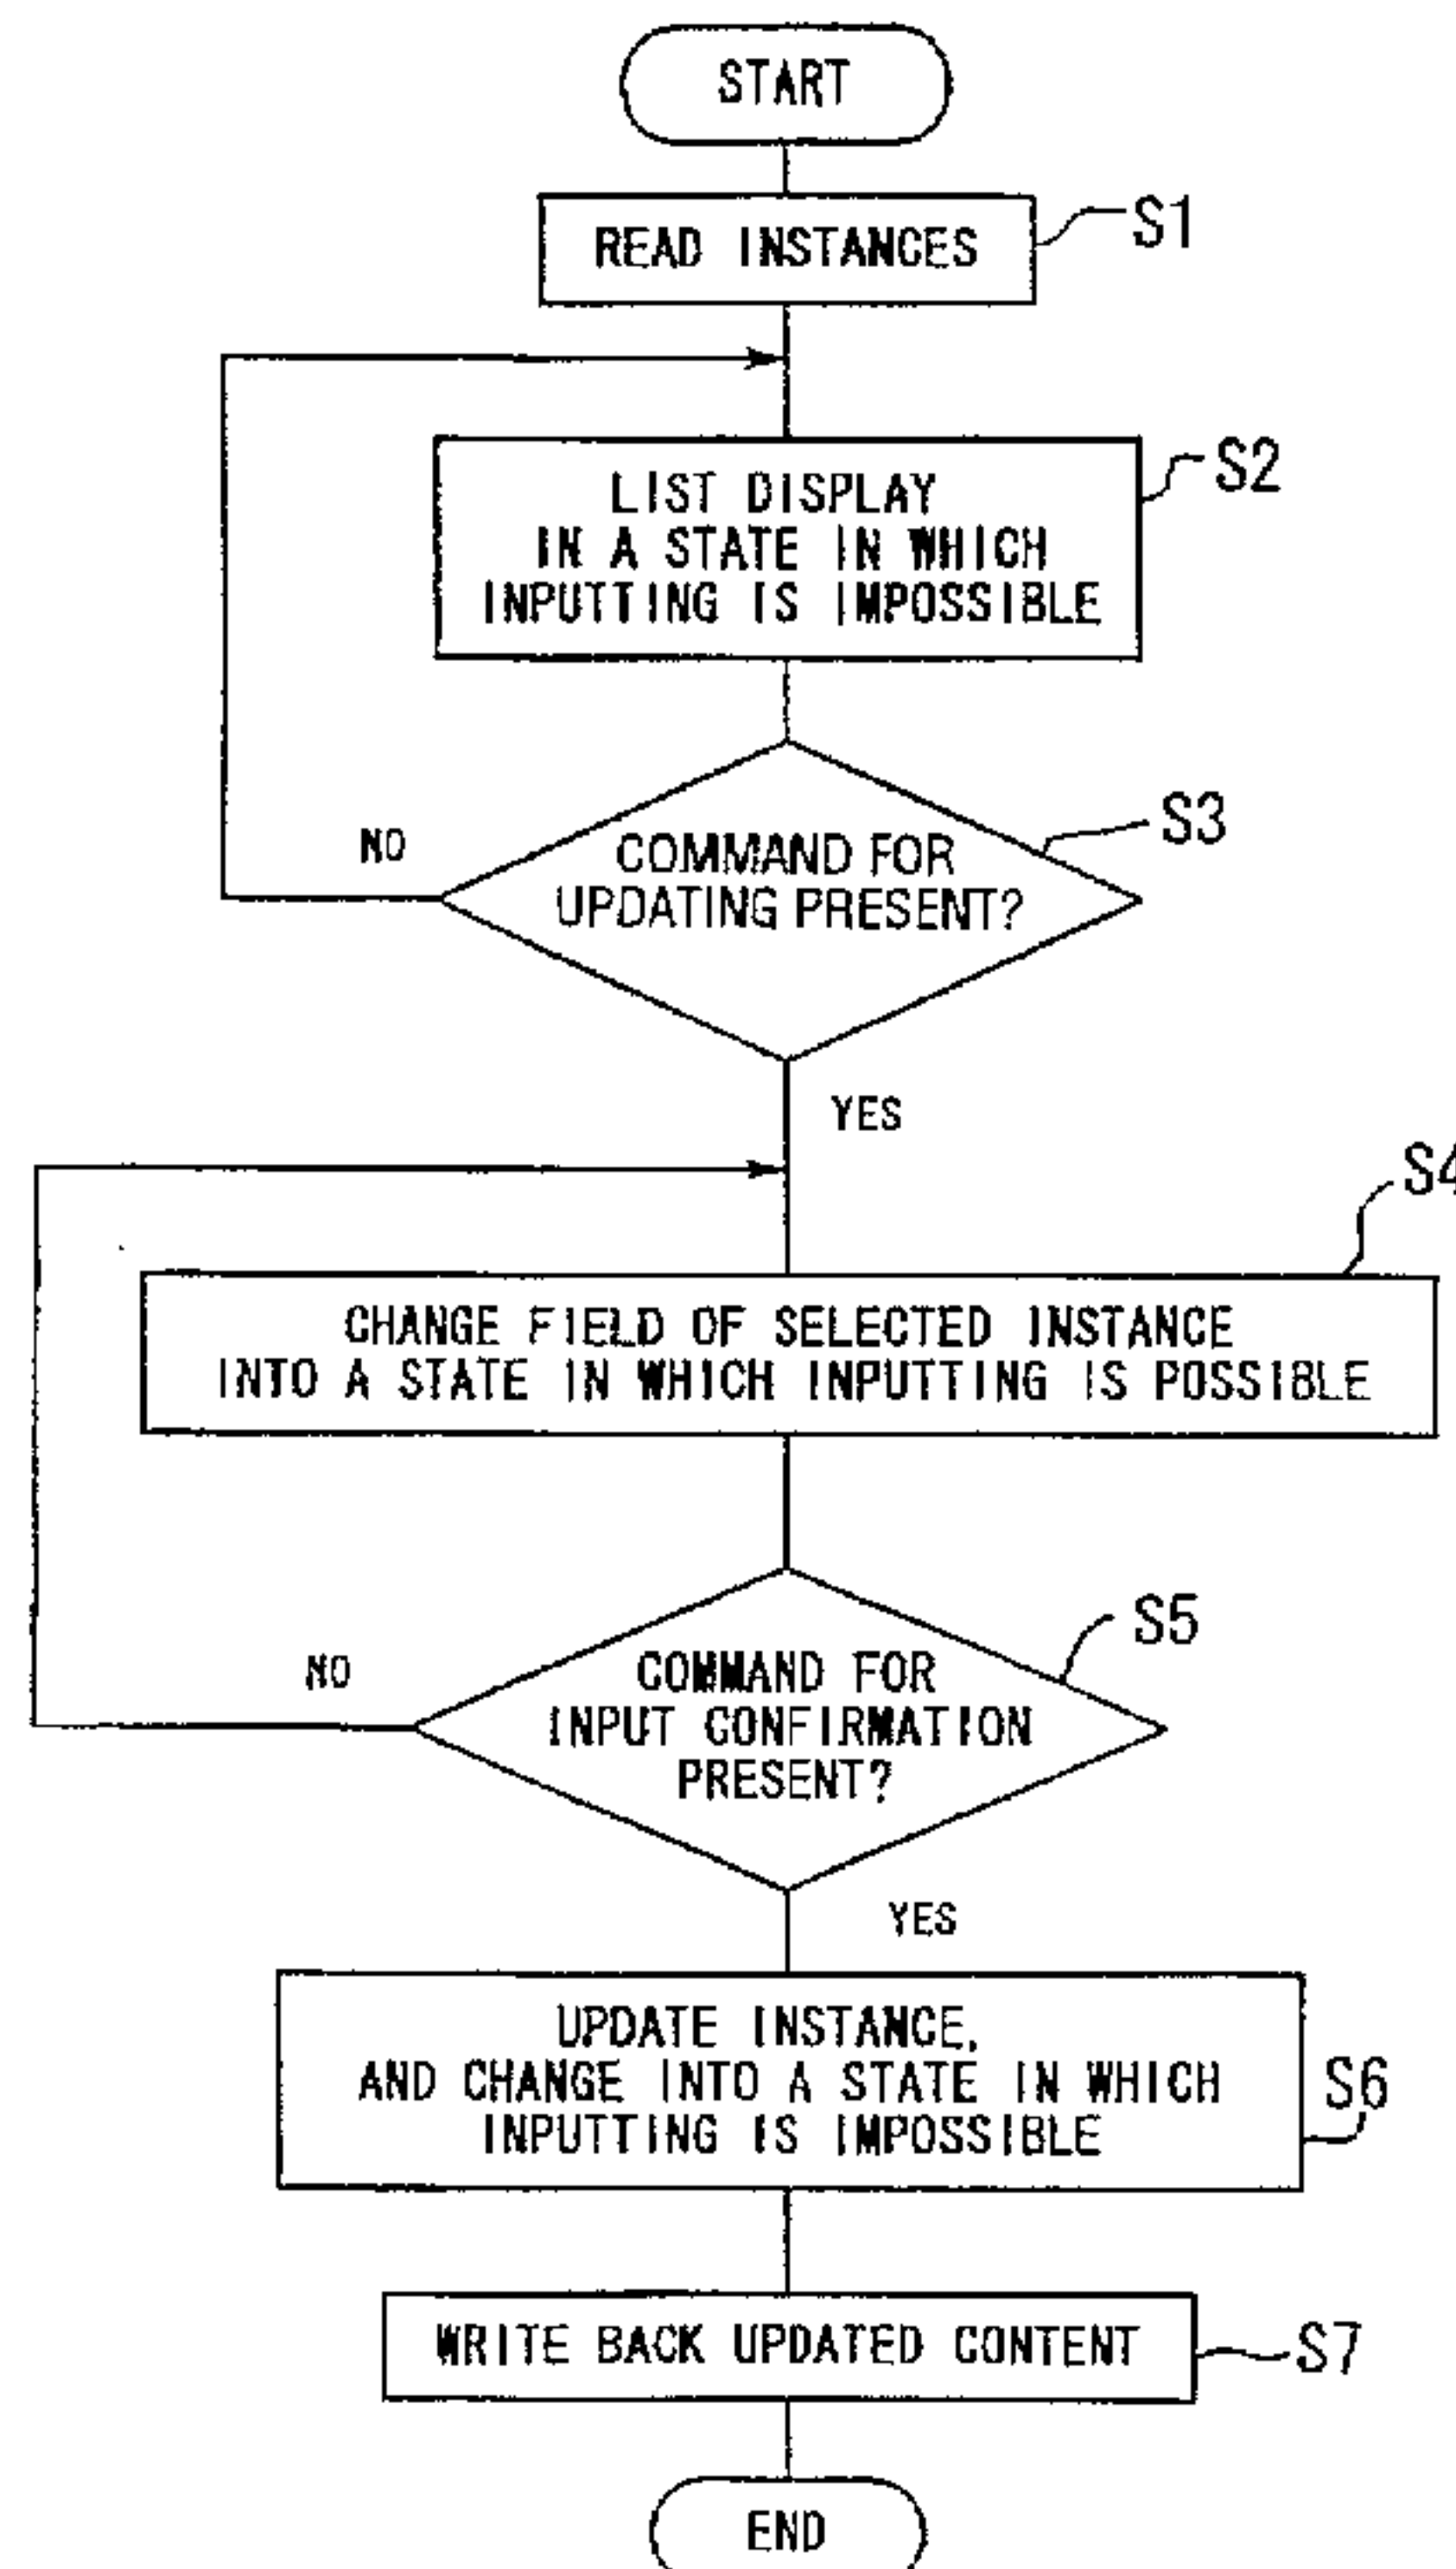 START
READ INSTANCES
S1
LIST DISPLAY
IN A STATE IN WHICH
INPUTTING IS IMPOSSIBLE
S2
COMMAND FOR
UPDATING PRESENT?
S3
NO
YES
S4
CHANGE FIELD OF SELECTED INSTANCE
INTO A STATE IN WHICH INPUTTING IS POSSIBLE
COMMAND FOR
INPUT CONFIRMATION
PRESENT?
S5
NO
YES
UPDATE INSTANCE,
AND CHANGE INTO A STATE IN WHICH
INPUTTING IS IMPOSSIBLE
S6
WRITE BACK UPDATED CONTENT
S7
END